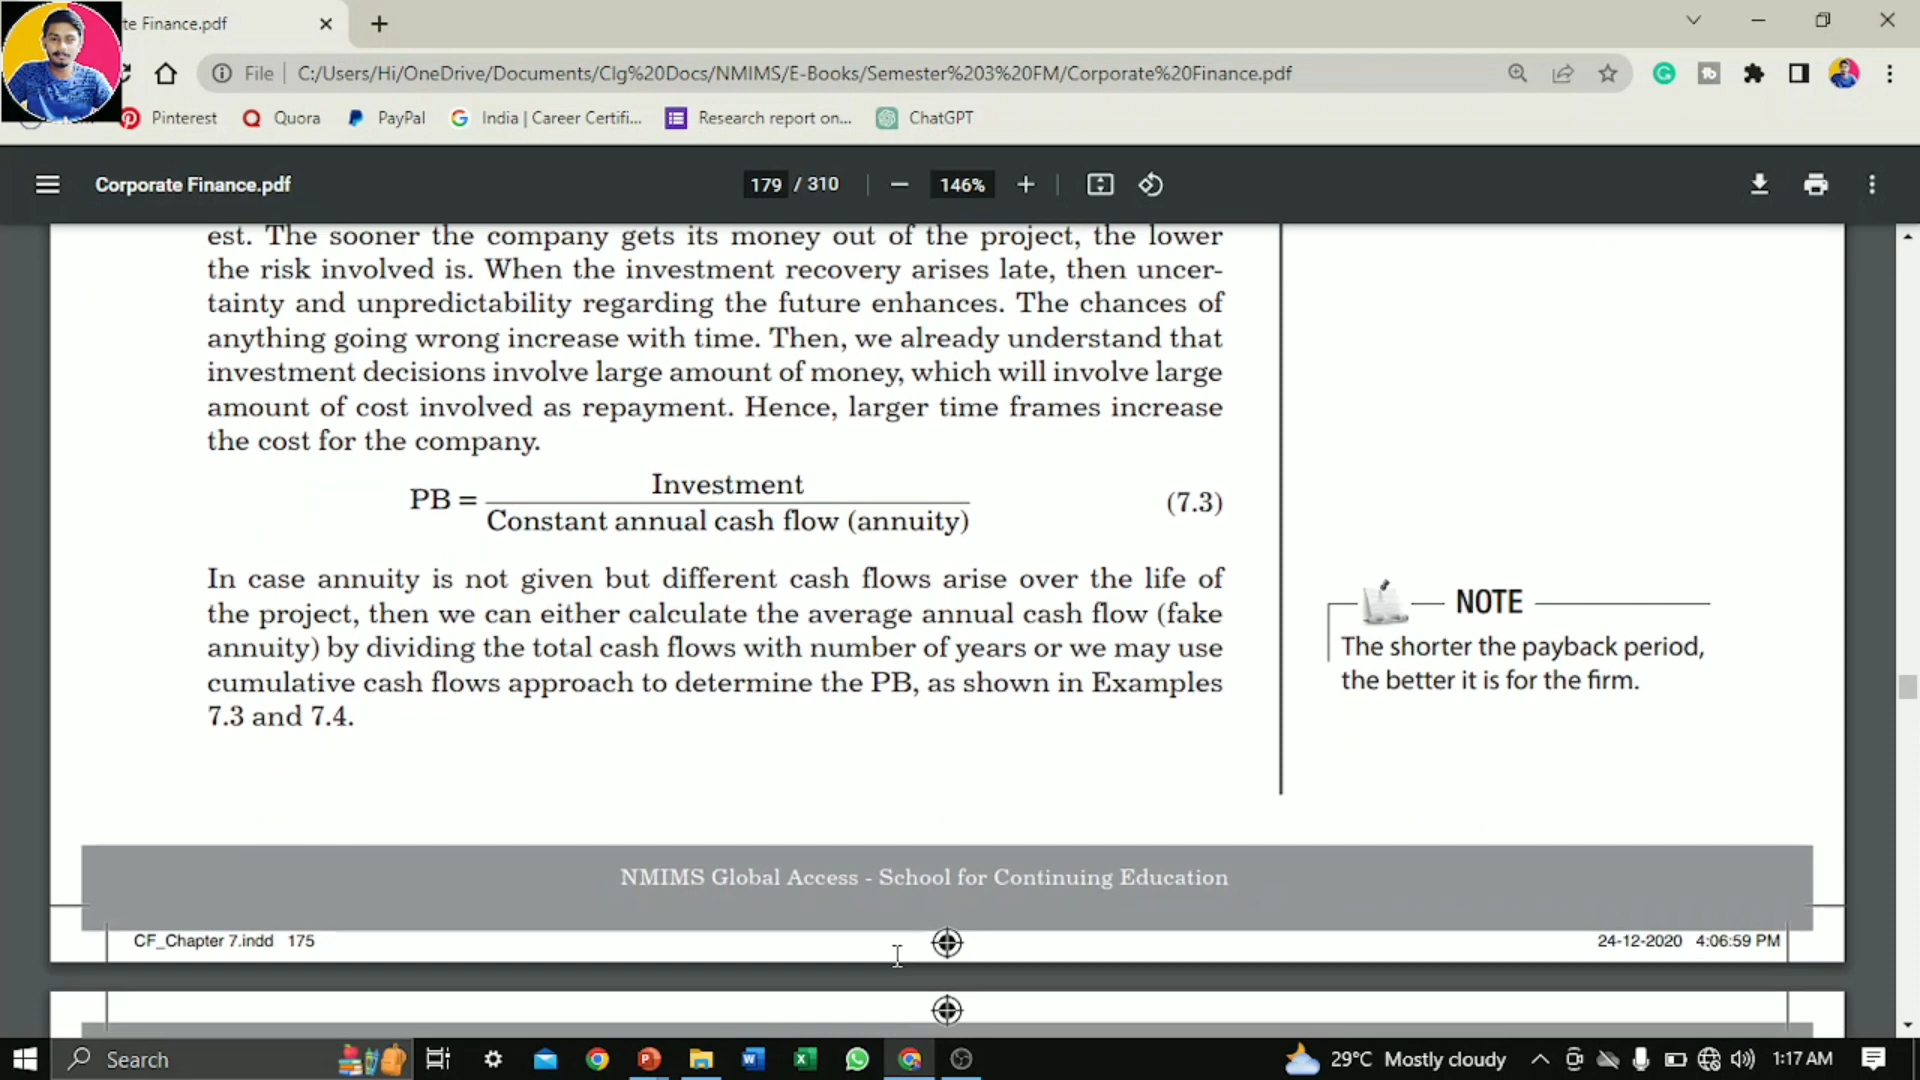 te Finance.pdf
File C:/Users/Hi/OneDrive/Documents/Clg%20Docs/NMIMS/E-Books/Semester%203%20FM/Corporate%20Finance.pdf
Pinterest Quora PayPal India | Career Certifi... Research report on... ChatGPT
Corporate Finance.pdf 179 / 310 146%
est. The sooner the company gets its money out of the project, the lower
the risk involved is. When the investment recovery arises late, then uncer-
tainty and unpredictability regarding the future enhances. The chances of
anything going wrong increase with time. Then, we already understand that
investment decisions involve large amount of money, which will involve large
amount of cost involved as repayment. Hence, larger time frames increase
the cost for the company.
Investment
PB = (7.3)
Constant annual cash flow (annuity)
In case annuity is not given but different cash flows arise over the life of
the project, then we can either calculate the average annual cash flow (fake
annuity) by dividing the total cash flows with number of years or we may use
cumulative cash flows approach to determine the PB, as shown in Examples
7.3 and 7.4.
NOTE
The shorter the payback period,
the better it is for the firm.
NMIMS Global Access - School for Continuing Education
CF_Chapter 7.indd 175 24-12-2020 4:06:59 PM
Search 29°C Mostly cloudy 1:17 AM